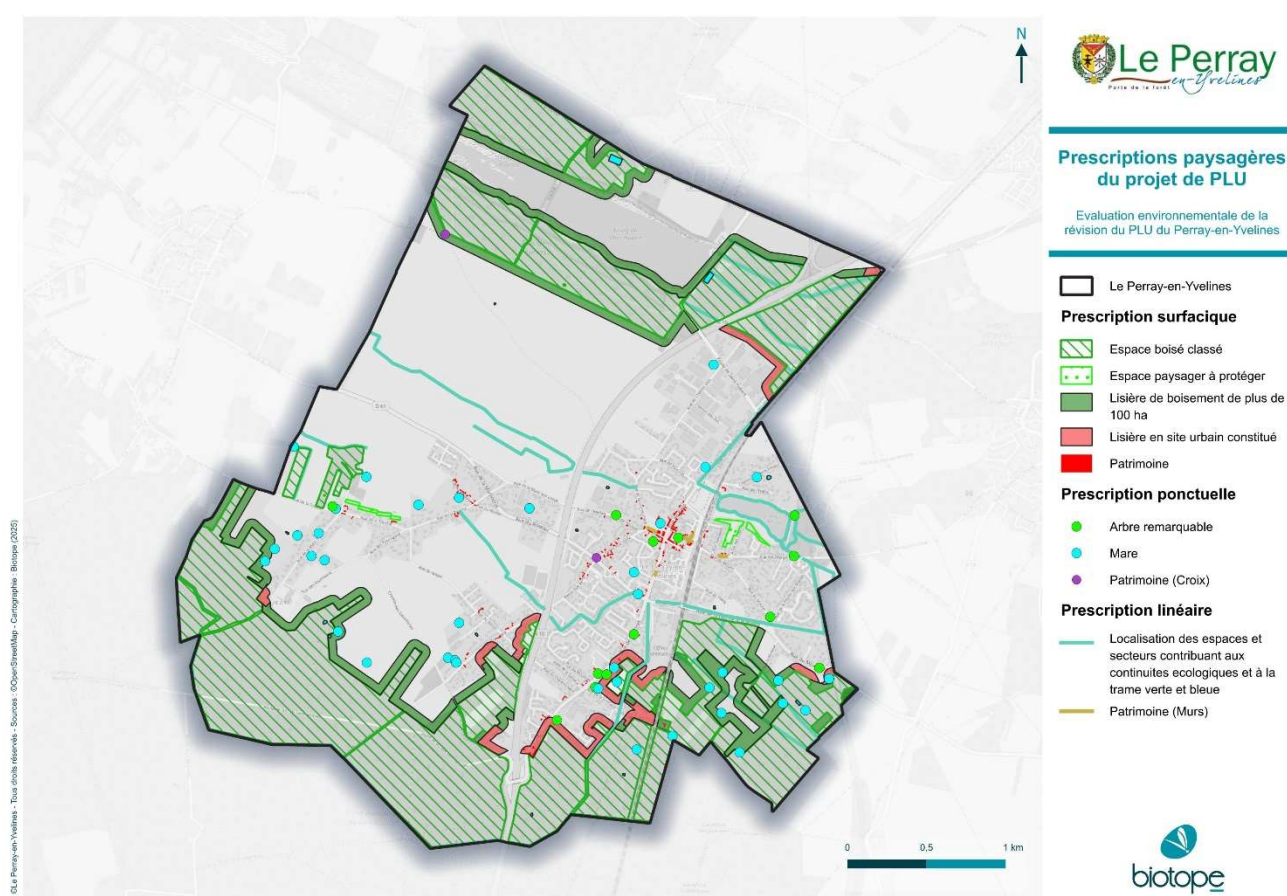 N
Le Perray
en-Yvelines
Porte de la forêt
Prescriptions paysagères
du projet de PLU
Evaluation environnementale de la
révision du PLU du Perray-en-Yvelines
Le Perray-en-Yvelines
Prescription surfacique
Espace boisé classé
Espace paysager à protéger
Lisière de boisement de plus de
100 ha
Lisière en site urbain constitué
Patrimoine
Prescription ponctuelle
Arbre remarquable
Mare
Patrimoine (Croix)
Prescription linéaire
Localisation des espaces et
secteurs contribuant aux
continuites ecologiques et à la
trame verte et bleue
Patrimoine (Murs)
0 0,5 1 km
biotope
©Le Perray-en-Yvelines - Tous droits réservés - Sources : ©OpenStreetMap - Cartographie : Biotope (2025)